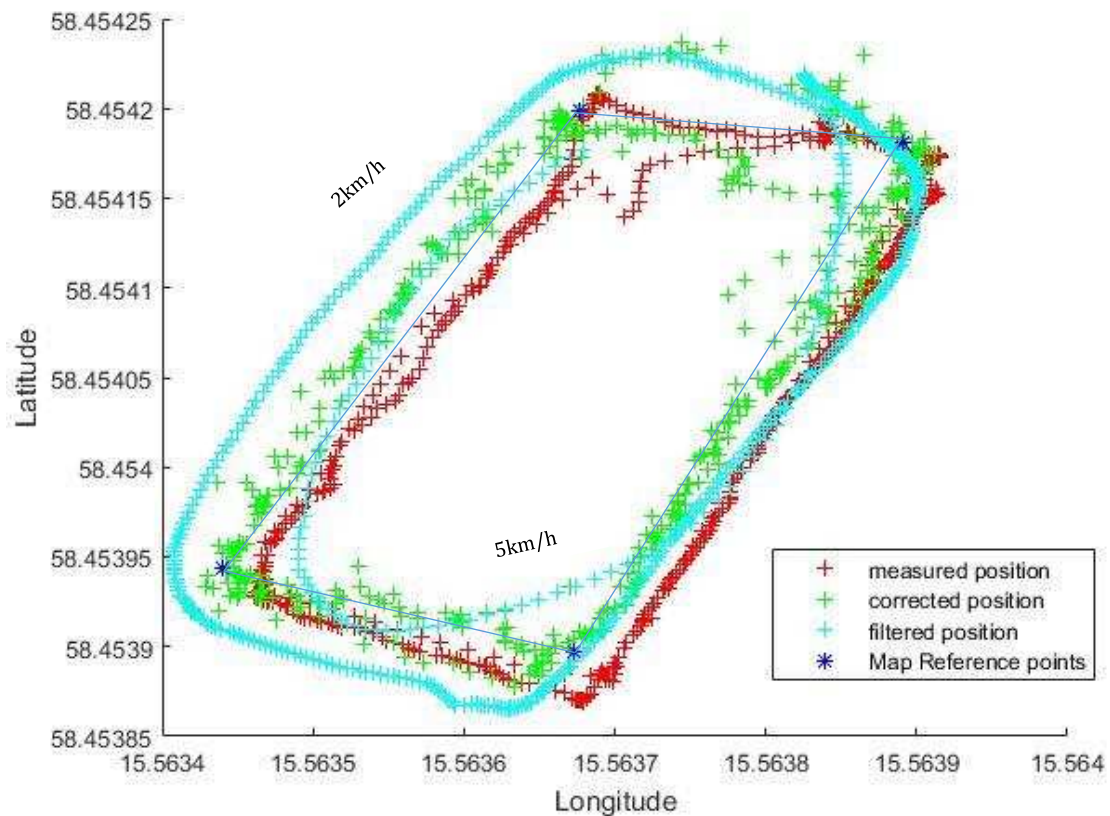 58.45425
58.4542
58.45415
58.4541
58.45405
58.454
58.45395
58.4539
58.45385
Latitude
2km/h
5km/h
measured position
corrected position
filtered position
Map Reference points
15.5634
15.5635
15.5636
15.5637
15.5638
15.5639
15.564
Longitude